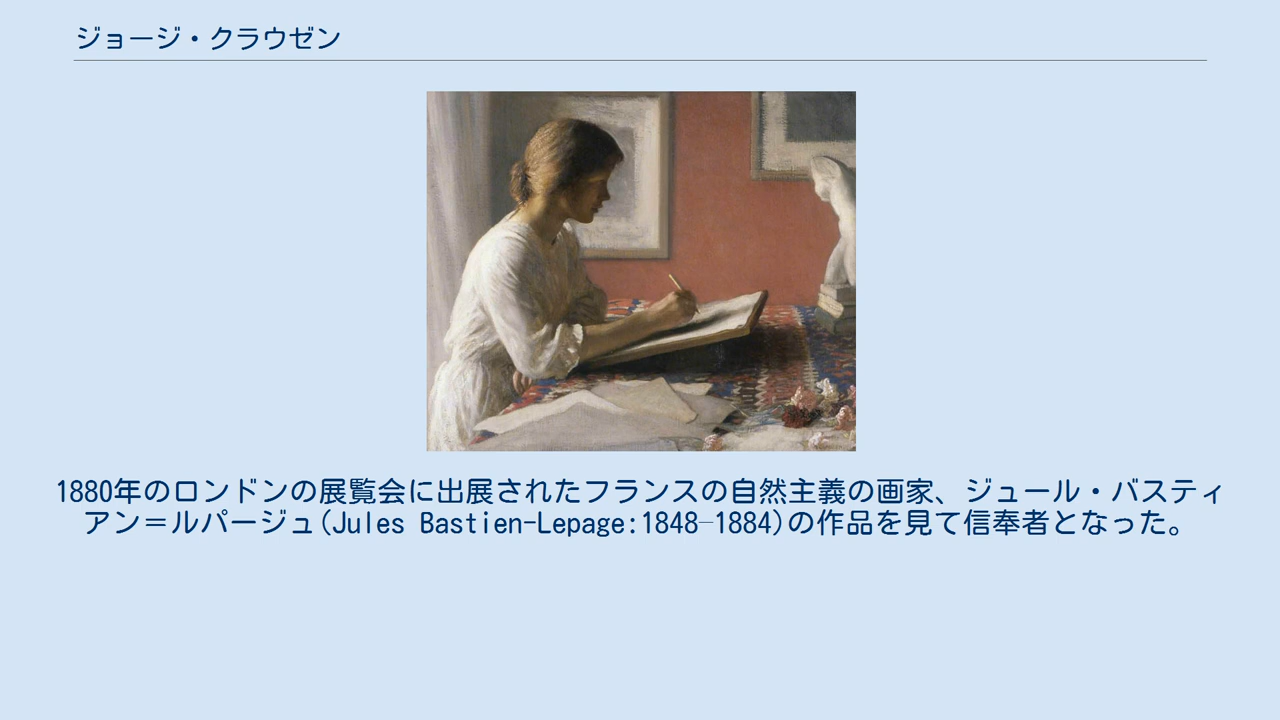 ジョージ・クラウゼン
1880年のロンドンの展覧会に出展されたフランスの自然主義の画家、ジュール・バスティ
アン＝ルパージュ(Jules Bastien-Lepage:1848–1884)の作品を見て信奉者となった。